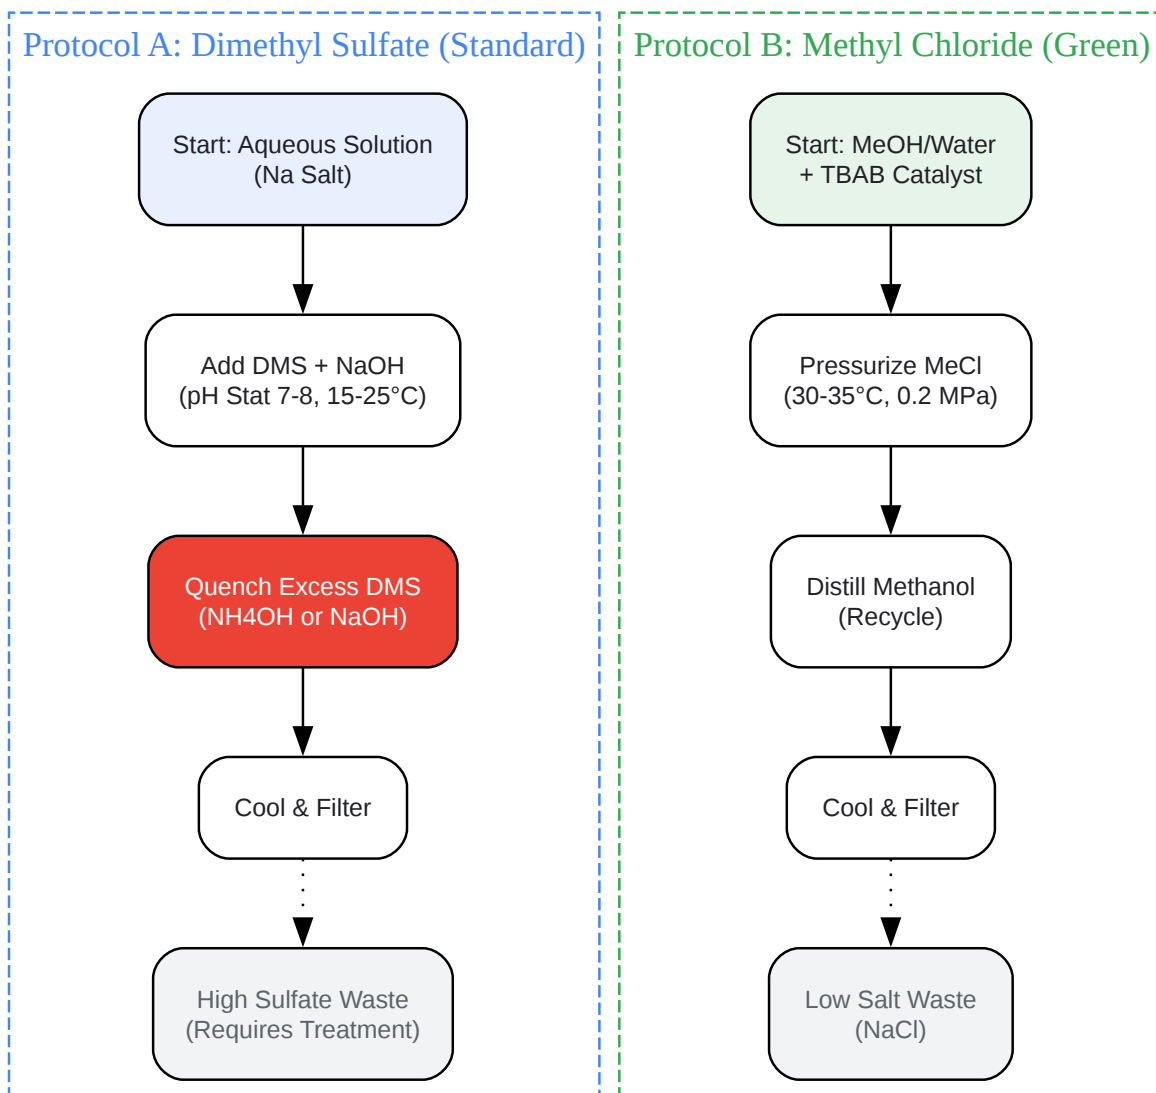 Protocol A: Dimethyl Sulfate (Standard)
Start: Aqueous Solution
(Na Salt)
Add DMS + NaOH
(pH Stat 7-8, 15-25°C)
Quench Excess DMS
(NH4OH or NaOH)
Cool & Filter
High Sulfate Waste
(Requires Treatment)
Protocol B: Methyl Chloride (Green)
Start: MeOH/Water
+ TBAB Catalyst
Pressurize MeCl
(30-35°C, 0.2 MPa)
Distill Methanol
(Recycle)
Cool & Filter
Low Salt Waste
(NaCl)